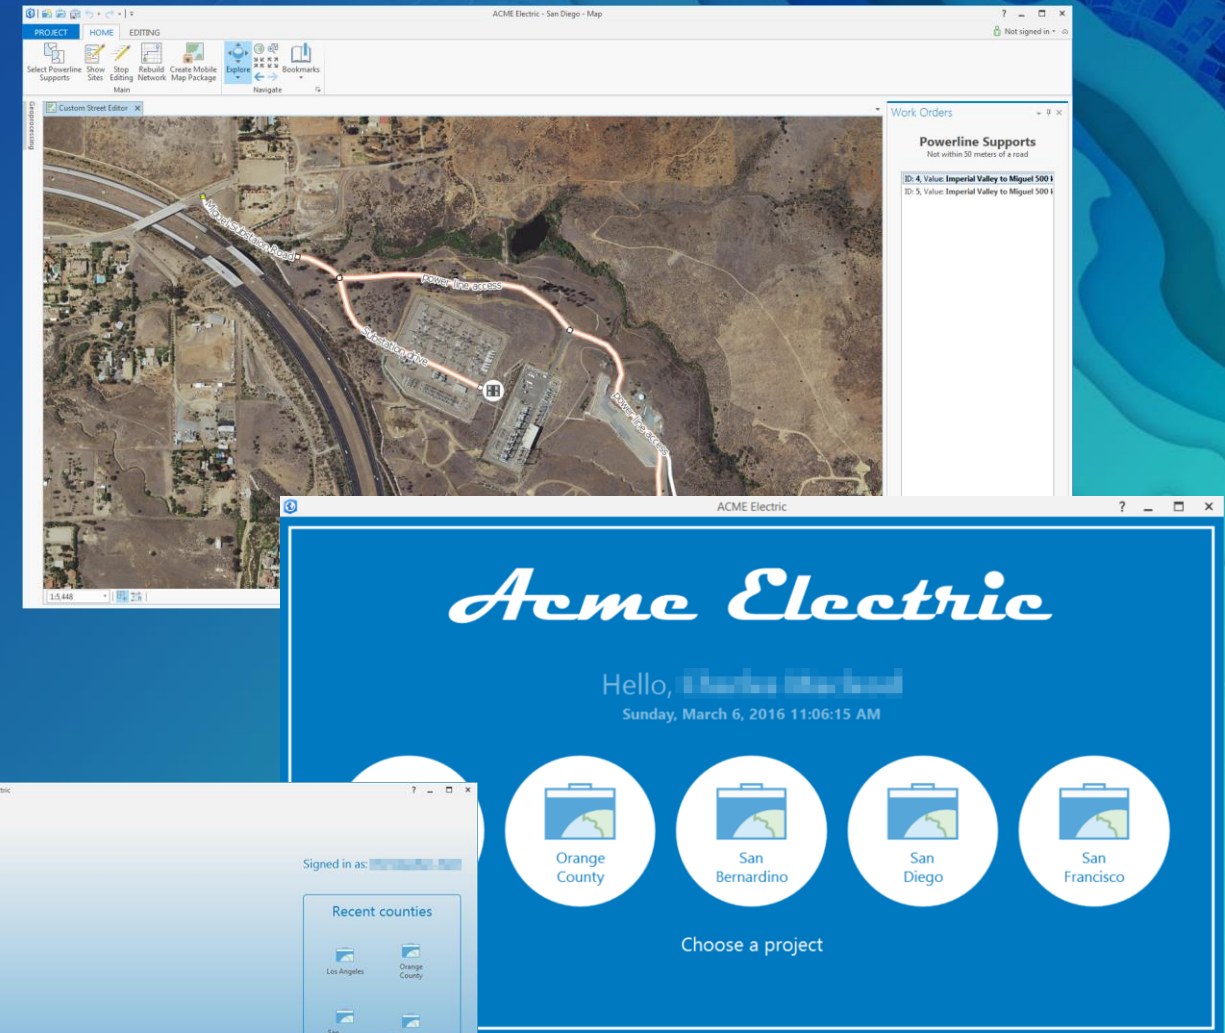 ACME Electric - San Diego - Map
PROJECT HOME EDITING
Not signed in
Select Powerline Supports
Show Sites
Stop Editing
Rebuild Network
Create Mobile Map Package
Explore
Bookmarks
Main
Navigate
Geoprocessing
Custom Street Editor
Work Orders
Powerline Supports
Not within 50 meters of a road
ID: 4, Value: Imperial Valley to Miguel 500
ID: 5, Value: Imperial Valley to Miguel 500
Miguel Substaion Road
power line access
Substation drive
power line access
1:5,448
ACME Electric
Acme Electric
Hello,
Sunday, March 6, 2016 11:06:15 AM
Orange
County
San
Bernardino
San
Diego
San
Francisco
Choose a project
Signed in as:
Recent counties
Los Angeles
Orange
County
San